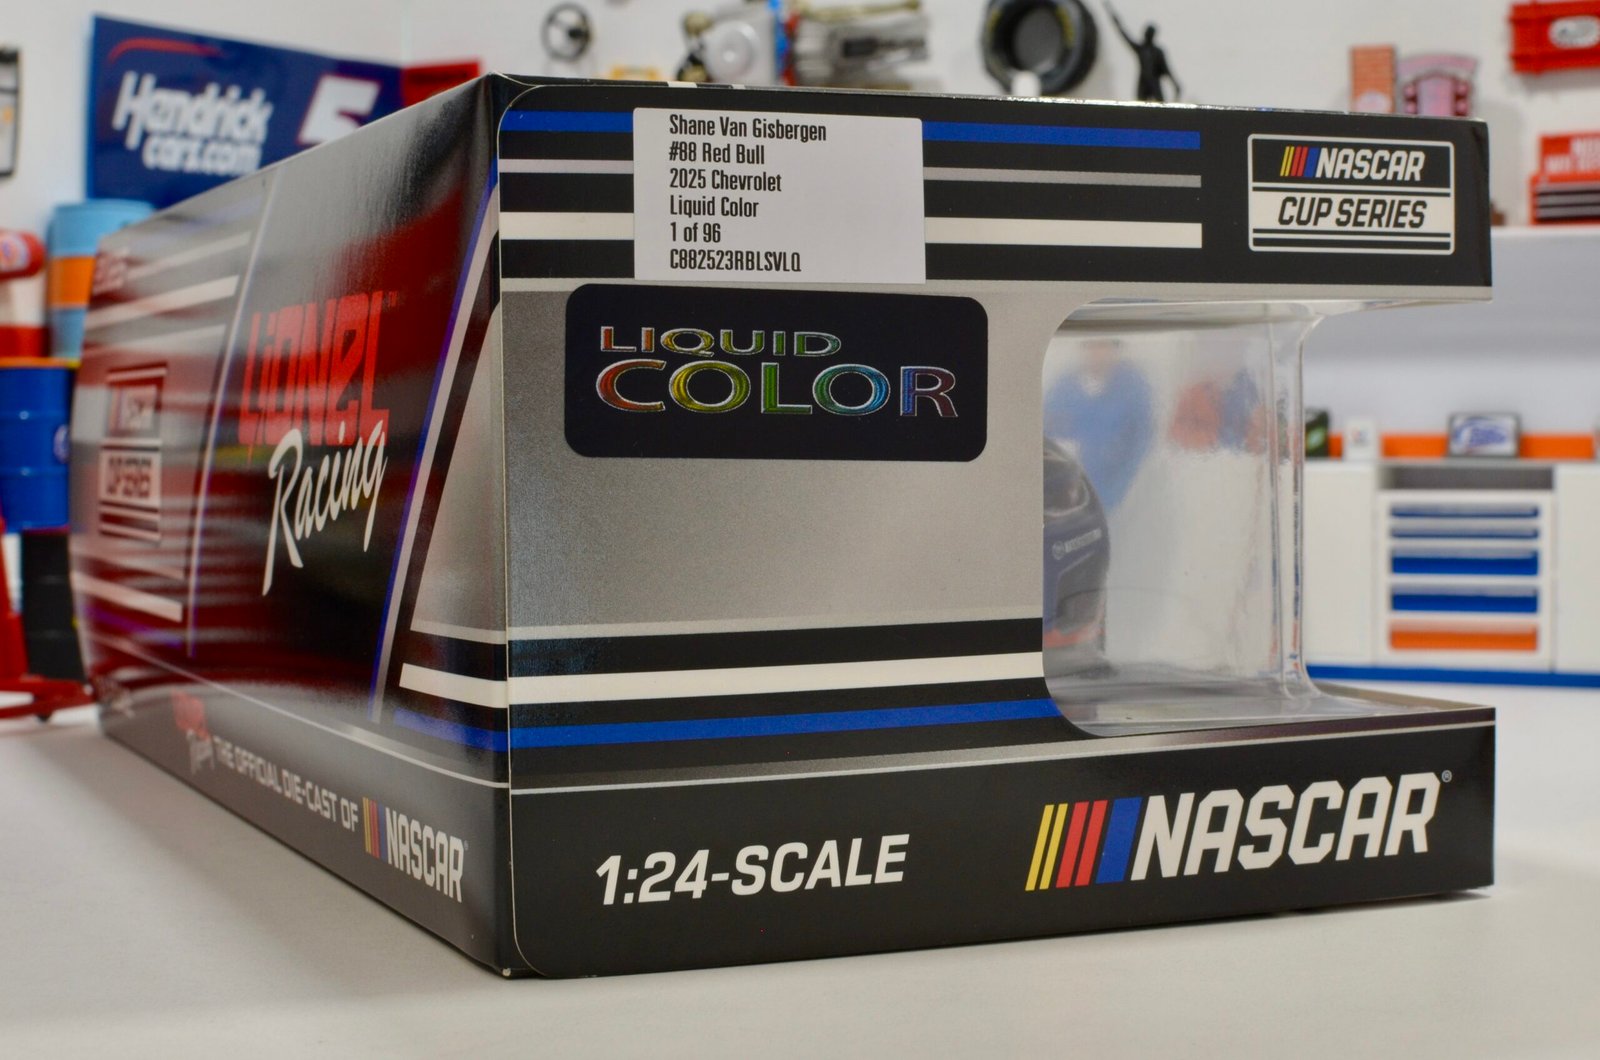 Hendrick
cars.com
5
Shane Van Gisbergen
#88 Red Bull
2025 Chevrolet
Liquid Color
1 of 96
C882523RBLSVLQ
NASCAR
CUP SERIES
LIQUID
COLOR
LIONEL
Racing
THE OFFICIAL DIE-CAST OF NASCAR
1:24-SCALE
NASCAR®